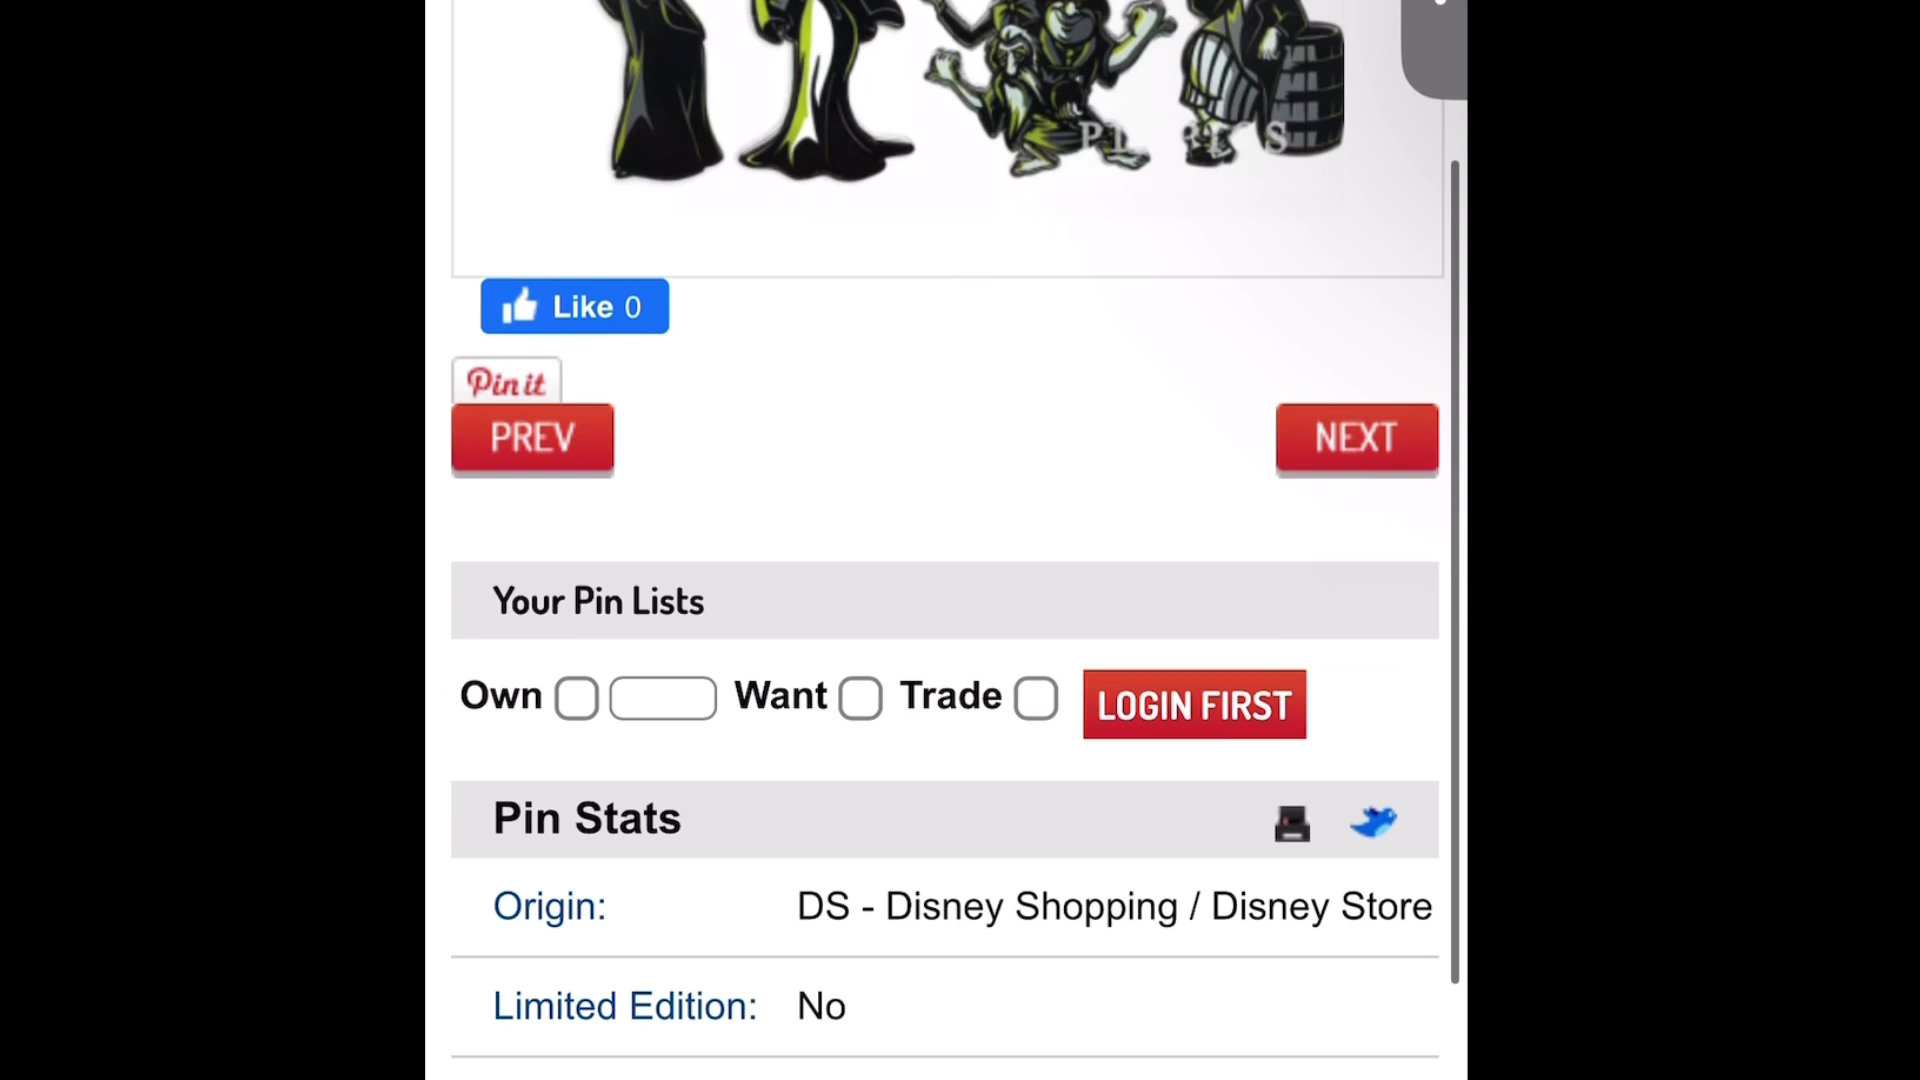 Like 0
Pin it
PREV NEXT
Your Pin Lists
Own Want Trade LOGIN FIRST
Pin Stats
Origin: DS - Disney Shopping / Disney Store
Limited Edition: No